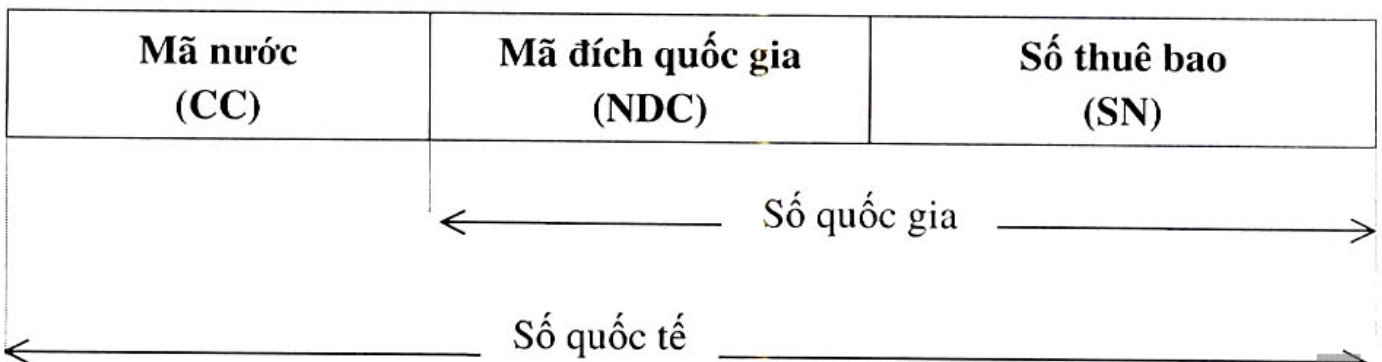 Mã nước
(CC)
Mã đích quốc gia
(NDC)
Số thuê bao
(SN)
Số quốc gia
Số quốc tế